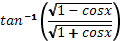 tan⁻¹(√(1 - cosx)/√(1 + cosx))